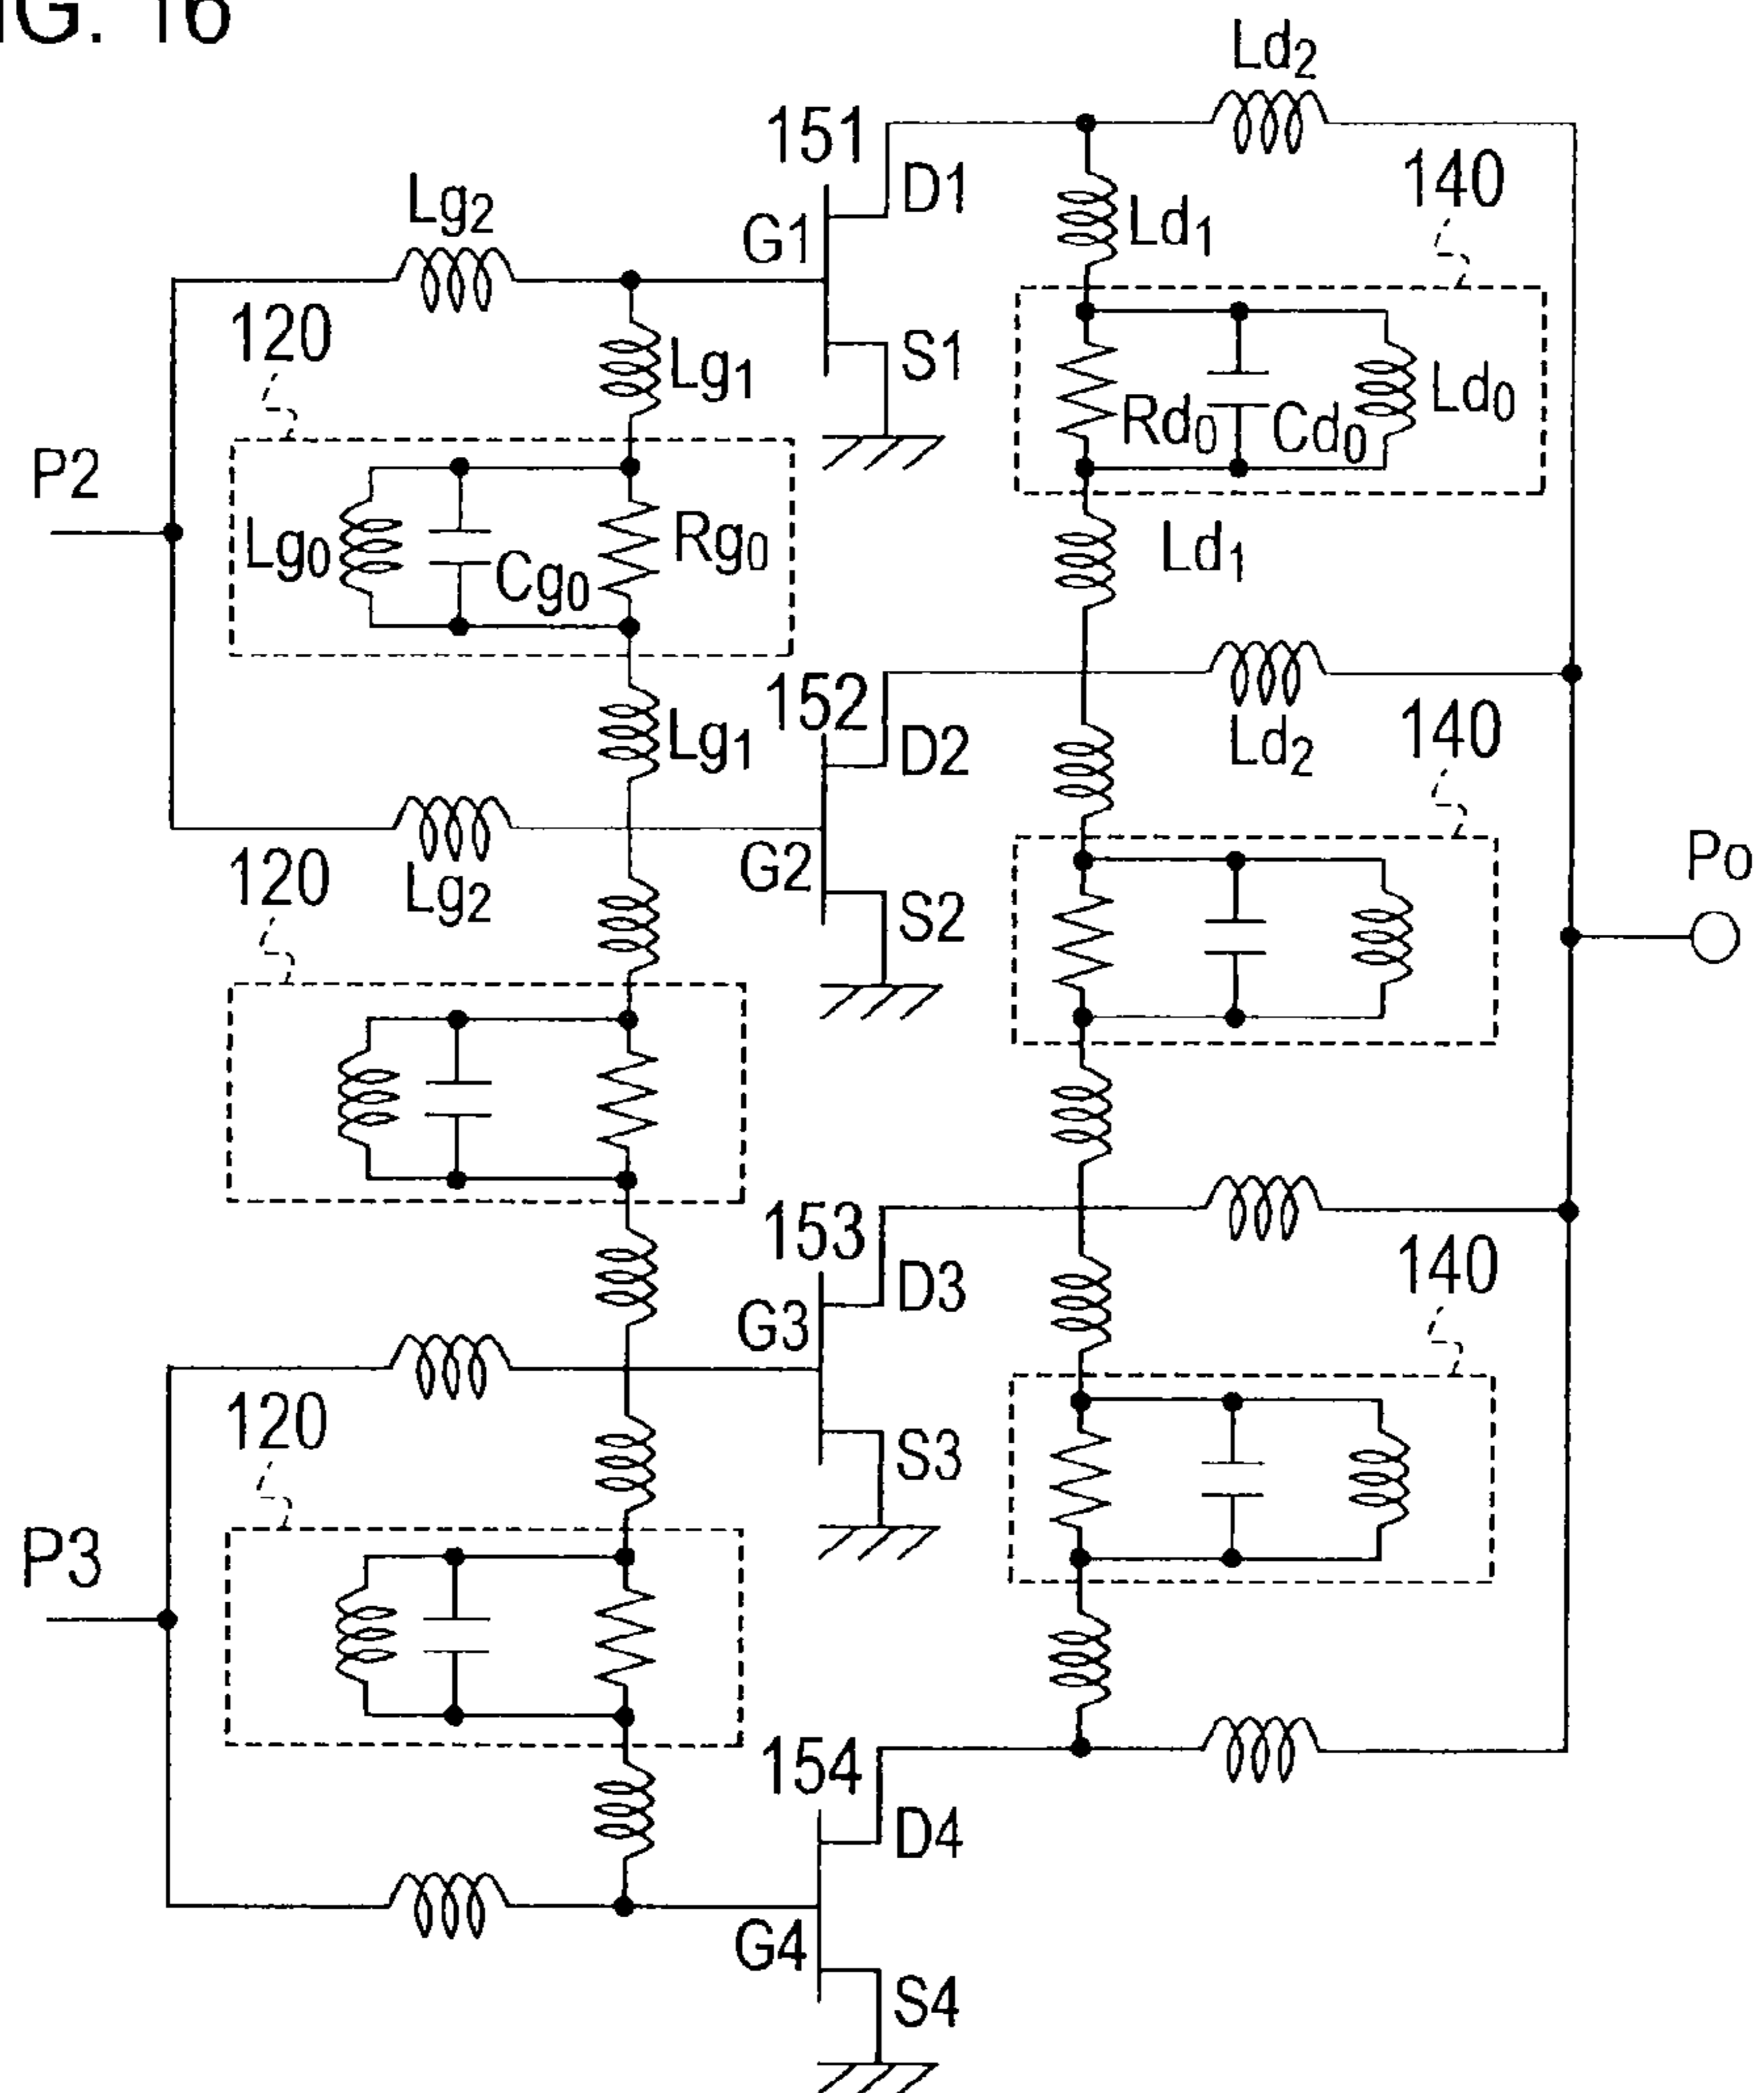 IG. 16
Ld2
151
D1
140
Lg2
G1
Ld1
120
S1
Lg1
Rd0
Cd0
Ld0
P2
Lg0
Cg0
Rg0
Ld1
152
Lg1
D2
Ld2
140
120
Lg2
G2
S2
Po
153
D3
140
G3
120
S3
P3
154
D4
G4
S4